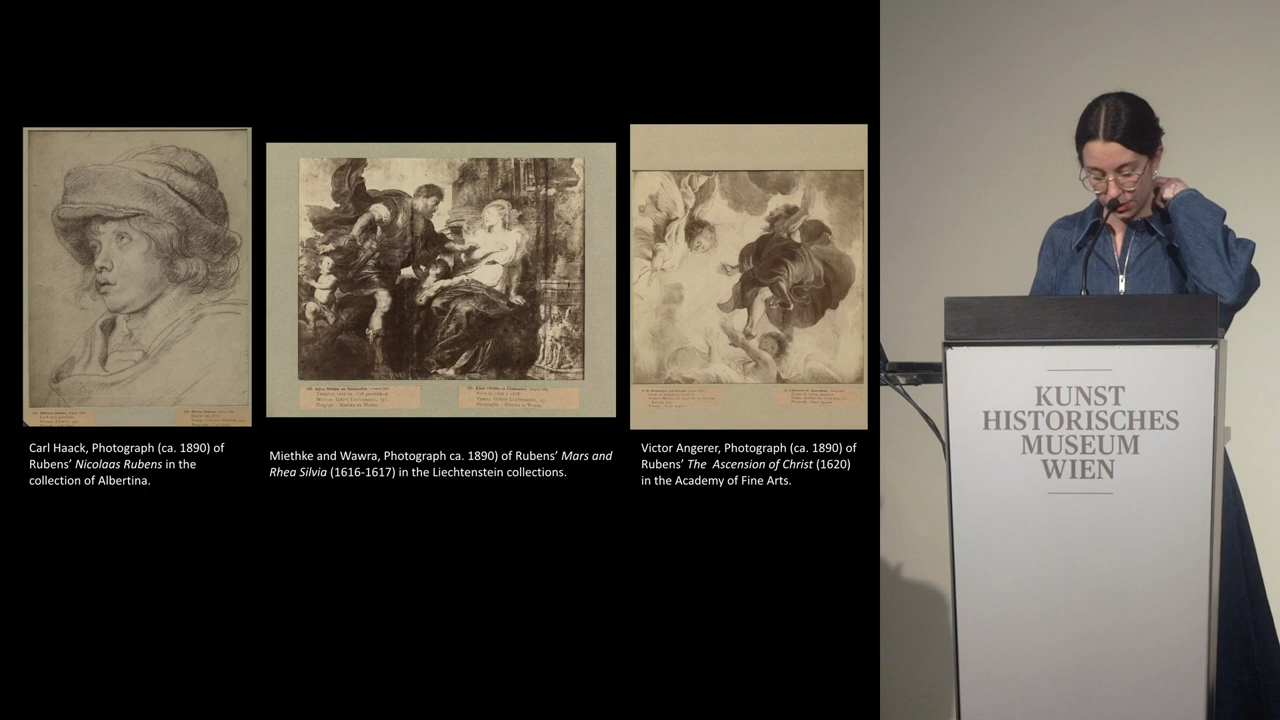 Carl Haack, Photograph (ca. 1890) of
Rubens’ Nicolaas Rubens in the
collection of Albertina.
Miethke and Wawra, Photograph ca. 1890) of Rubens’ Mars and
Rhea Silvia (1616-1617) in the Liechtenstein collections.
Victor Angerer, Photograph (ca. 1890) of
Rubens’ The Ascension of Christ (1620)
in the Academy of Fine Arts.
KUNST
HISTORISCHES
MUSEUM
WIEN